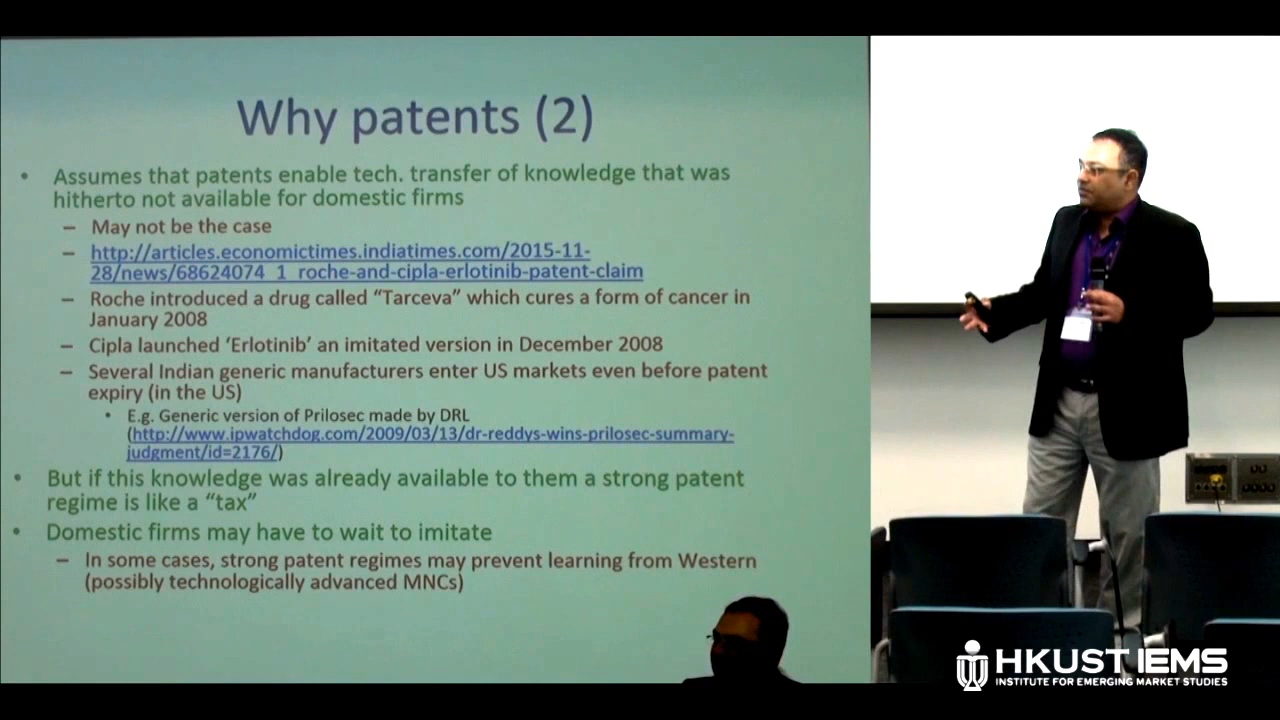 Why patents (2)
• Assumes that patents enable tech. transfer of knowledge that was
hitherto not available for domestic firms
– May not be the case
– http://articles.economictimes.indiatimes.com/2015-11-
28/news/68624074_1_roche-and-cipla-erlotinib-patent-claim
– Roche introduced a drug called “Tarceva” which cures a form of cancer in
January 2008
– Cipla launched ‘Erlotinib’ an imitated version in December 2008
– Several Indian generic manufacturers enter US markets even before patent
expiry (in the US)
• E.g. Generic version of Prilosec made by DRL
(http://www.ipwatchdog.com/2009/03/13/dr-reddys-wins-prilosec-summary-
judgment/id=2176/)
• But if this knowledge was already available to them a strong patent
regime is like a “tax”
• Domestic firms may have to wait to imitate
– In some cases, strong patent regimes may prevent learning from Western
(possibly technologically advanced MNCs)
HKUST IEMS
INSTITUTE FOR EMERGING MARKET STUDIES